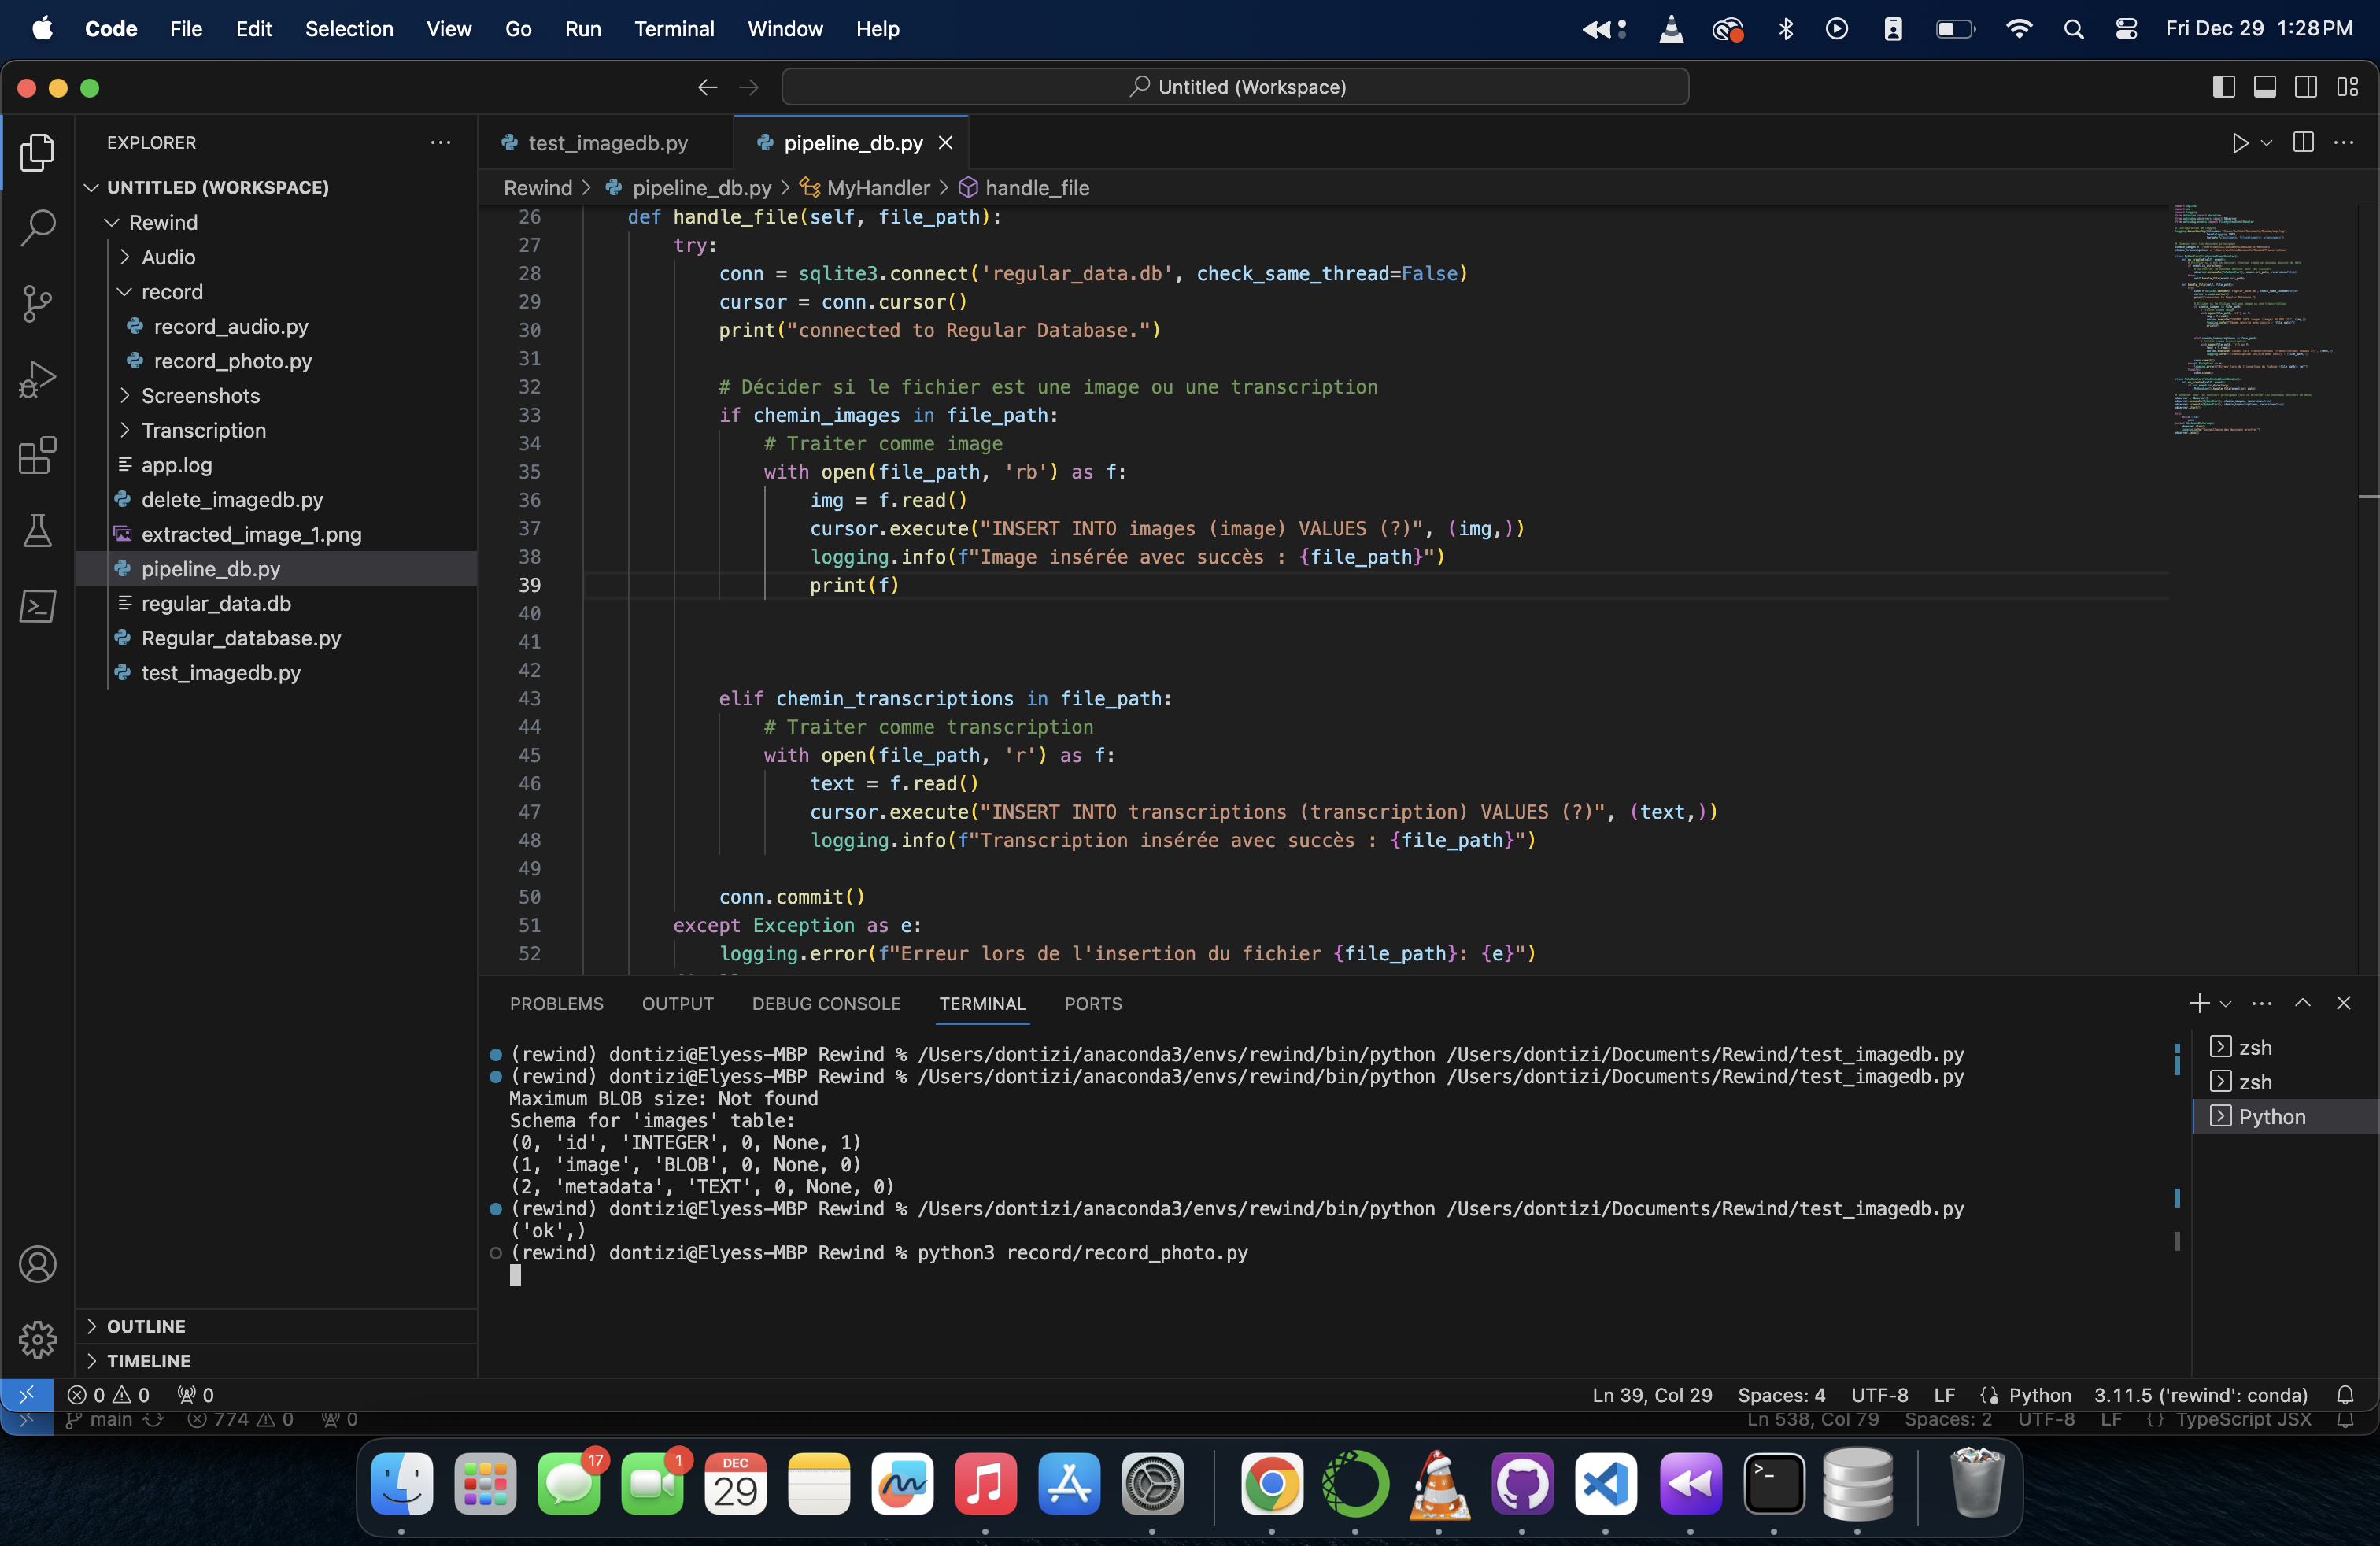 Code File Edit Selection View Go Run Terminal Window Help Fri Dec 29 1:28 PM
Untitled (Workspace)
EXPLORER
UNTITLED (WORKSPACE)
Rewind
Audio
record
record_audio.py
record_photo.py
Screenshots
Transcription
app.log
delete_imagedb.py
extracted_image_1.png
pipeline_db.py
regular_data.db
Regular_database.py
test_imagedb.py
OUTLINE
TIMELINE
test_imagedb.py pipeline_db.py
Rewind > pipeline_db.py > MyHandler > handle_file
26 def handle_file(self, file_path):
27 try:
28 conn = sqlite3.connect('regular_data.db', check_same_thread=False)
29 cursor = conn.cursor()
30 print("connected to Regular Database.")
31
32 # Décider si le fichier est une image ou une transcription
33 if chemin_images in file_path:
34 # Traiter comme image
35 with open(file_path, 'rb') as f:
36 img = f.read()
37 cursor.execute("INSERT INTO images (image) VALUES (?)", (img,))
38 logging.info(f"Image insérée avec succès : {file_path}")
39 print(f)
40
41
42
43 elif chemin_transcriptions in file_path:
44 # Traiter comme transcription
45 with open(file_path, 'r') as f:
46 text = f.read()
47 cursor.execute("INSERT INTO transcriptions (transcription) VALUES (?)", (text,))
48 logging.info(f"Transcription insérée avec succès : {file_path}")
49
50 conn.commit()
51 except Exception as e:
52 logging.error(f"Erreur lors de l'insertion du fichier {file_path}: {e}")
PROBLEMS OUTPUT DEBUG CONSOLE TERMINAL PORTS
(rewind) dontizi@Elyess-MBP Rewind % /Users/dontizi/anaconda3/envs/rewind/bin/python /Users/dontizi/Documents/Rewind/test_imagedb.py
(rewind) dontizi@Elyess-MBP Rewind % /Users/dontizi/anaconda3/envs/rewind/bin/python /Users/dontizi/Documents/Rewind/test_imagedb.py
Maximum BLOB size: Not found
Schema for 'images' table:
(0, 'id', 'INTEGER', 0, None, 1)
(1, 'image', 'BLOB', 0, None, 0)
(2, 'metadata', 'TEXT', 0, None, 0)
(rewind) dontizi@Elyess-MBP Rewind % /Users/dontizi/anaconda3/envs/rewind/bin/python /Users/dontizi/Documents/Rewind/test_imagedb.py
('ok',)
(rewind) dontizi@Elyess-MBP Rewind % python3 record/record_photo.py
zsh
zsh
Python
0 0 0 Ln 39, Col 29 Spaces: 4 UTF-8 LF Python 3.11.5 ('rewind': conda)
main 774 0 0 Ln 538, Col 79 Spaces: 2 UTF-8 LF {} TypeScript JSX
17 1 DEC 29